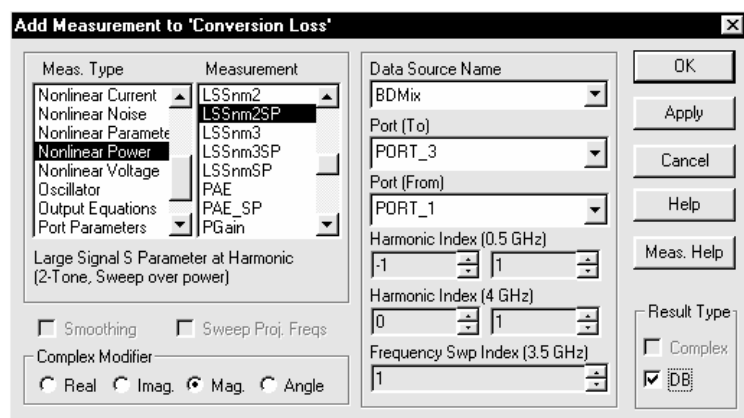 Add Measurement to 'Conversion Loss'
Meas. Type
Measurement
Nonlinear Current
Nonlinear Noise
Nonlinear Paramete
Nonlinear Power
Nonlinear Voltage
Oscillator
Output Equations
Port Parameters
LSSnm2
LSSnm2SP
LSSnm3
LSSnm3SP
LSSnmSP
PAE
PAE_SP
PGain
Large Signal S Parameter at Harmonic
(2-Tone, Sweep over power)
Smoothing
Sweep Proj. Freqs
Complex Modifier
Real
Imag.
Mag.
Angle
Data Source Name
BDMix
Port (To)
PORT_3
Port (From)
PORT_1
Harmonic Index (0.5 GHz)
-1 1
Harmonic Index (4 GHz)
0 1
Frequency Swp Index (3.5 GHz)
1
OK
Apply
Cancel
Help
Meas. Help
Result Type
Complex
DB